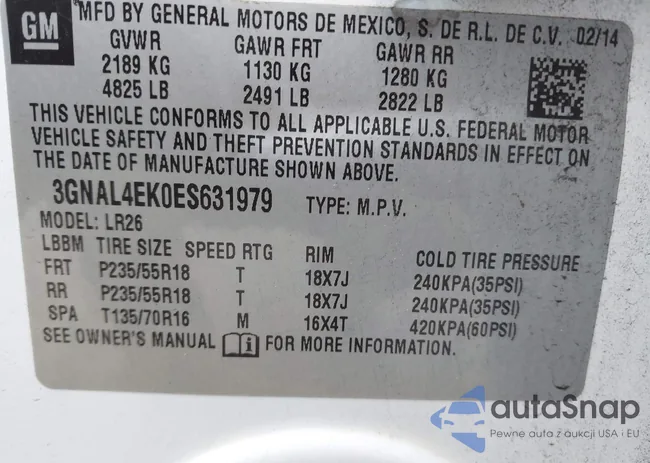 GM
MFD BY GENERAL MOTORS DE MEXICO, S. DE R.L. DE C.V. 02/14
GVWR GAWR FRT GAWR RR
2189 KG 1130 KG 1280 KG
4825 LB 2491 LB 2822 LB
THIS VEHICLE CONFORMS TO ALL APPLICABLE U.S. FEDERAL MOTOR
VEHICLE SAFETY AND THEFT PREVENTION STANDARDS IN EFFECT ON
THE DATE OF MANUFACTURE SHOWN ABOVE.
3GNAL4EK0ES631979 TYPE: M.P.V.
MODEL: LR26
LBBM TIRE SIZE SPEED RTG RIM COLD TIRE PRESSURE
FRT P235/55R18 T 18X7J 240KPA(35PSI)
RR P235/55R18 T 18X7J 240KPA(35PSI)
SPA T135/70R16 M 16X4T 420KPA(60PSI)
SEE OWNER'S MANUAL i FOR MORE INFORMATION.
autoSnap
Pewne auta z aukcji USA i EU